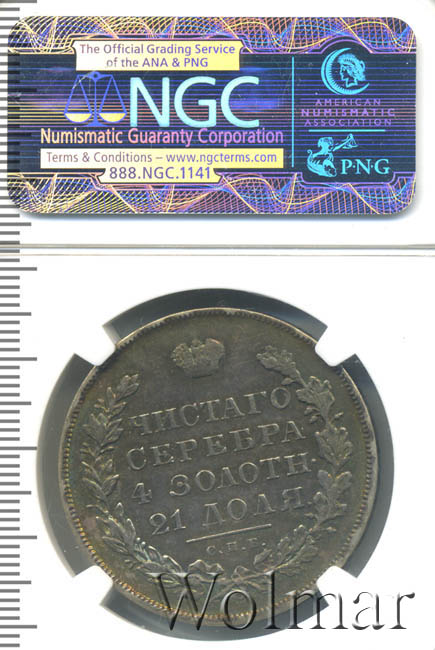 The Official Grading Service
of the ANA & PNG
NGC
Numismatic Guaranty Corporation
Terms & Conditions – www.ngcterms.com
888.NGC.1141
AMERICAN
NUMISMATIC
ASSOCIATION
P·N·G
ЧИСТАГО
СЕРЕБРА
4 ЗОЛОТН·
21 ДОЛЯ.
С.П.Б.
Wolmar